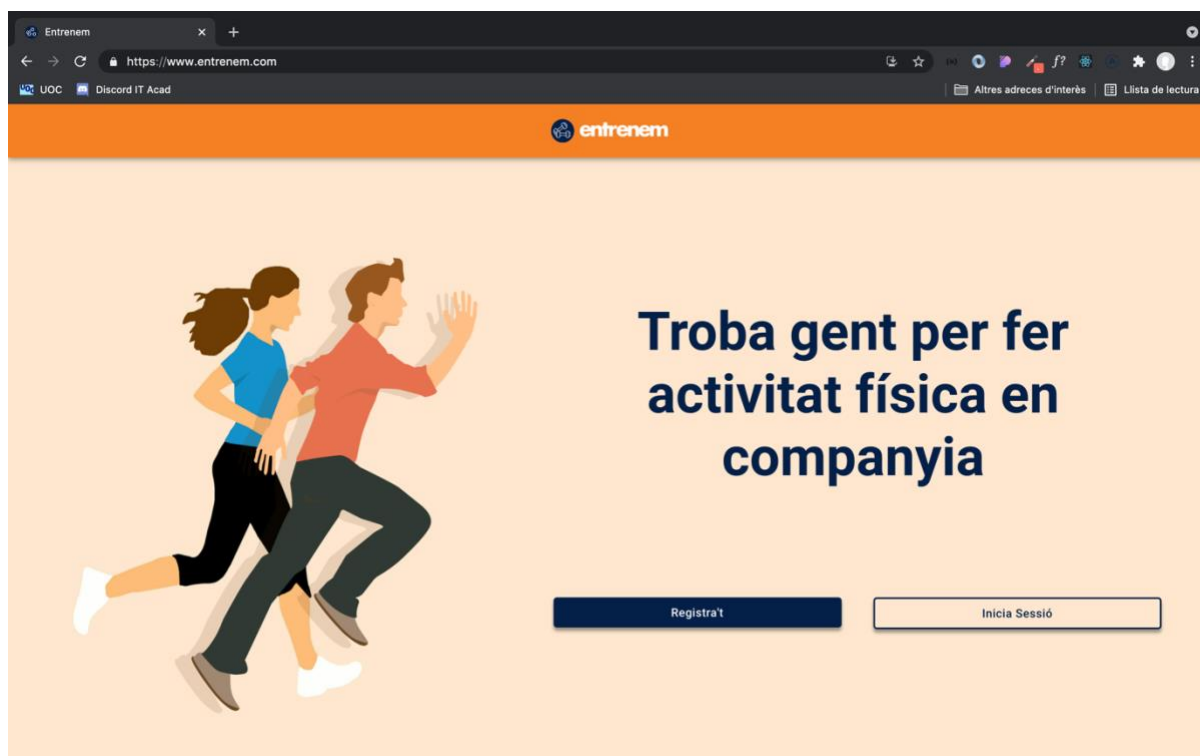 Entrenem
https://www.entrenem.com
f?
UOC Discord IT Acad Altres adreces d'interès Llista de lectura
entrenem
Troba gent per fer
activitat física en
companyia
Registra't Inicia Sessió